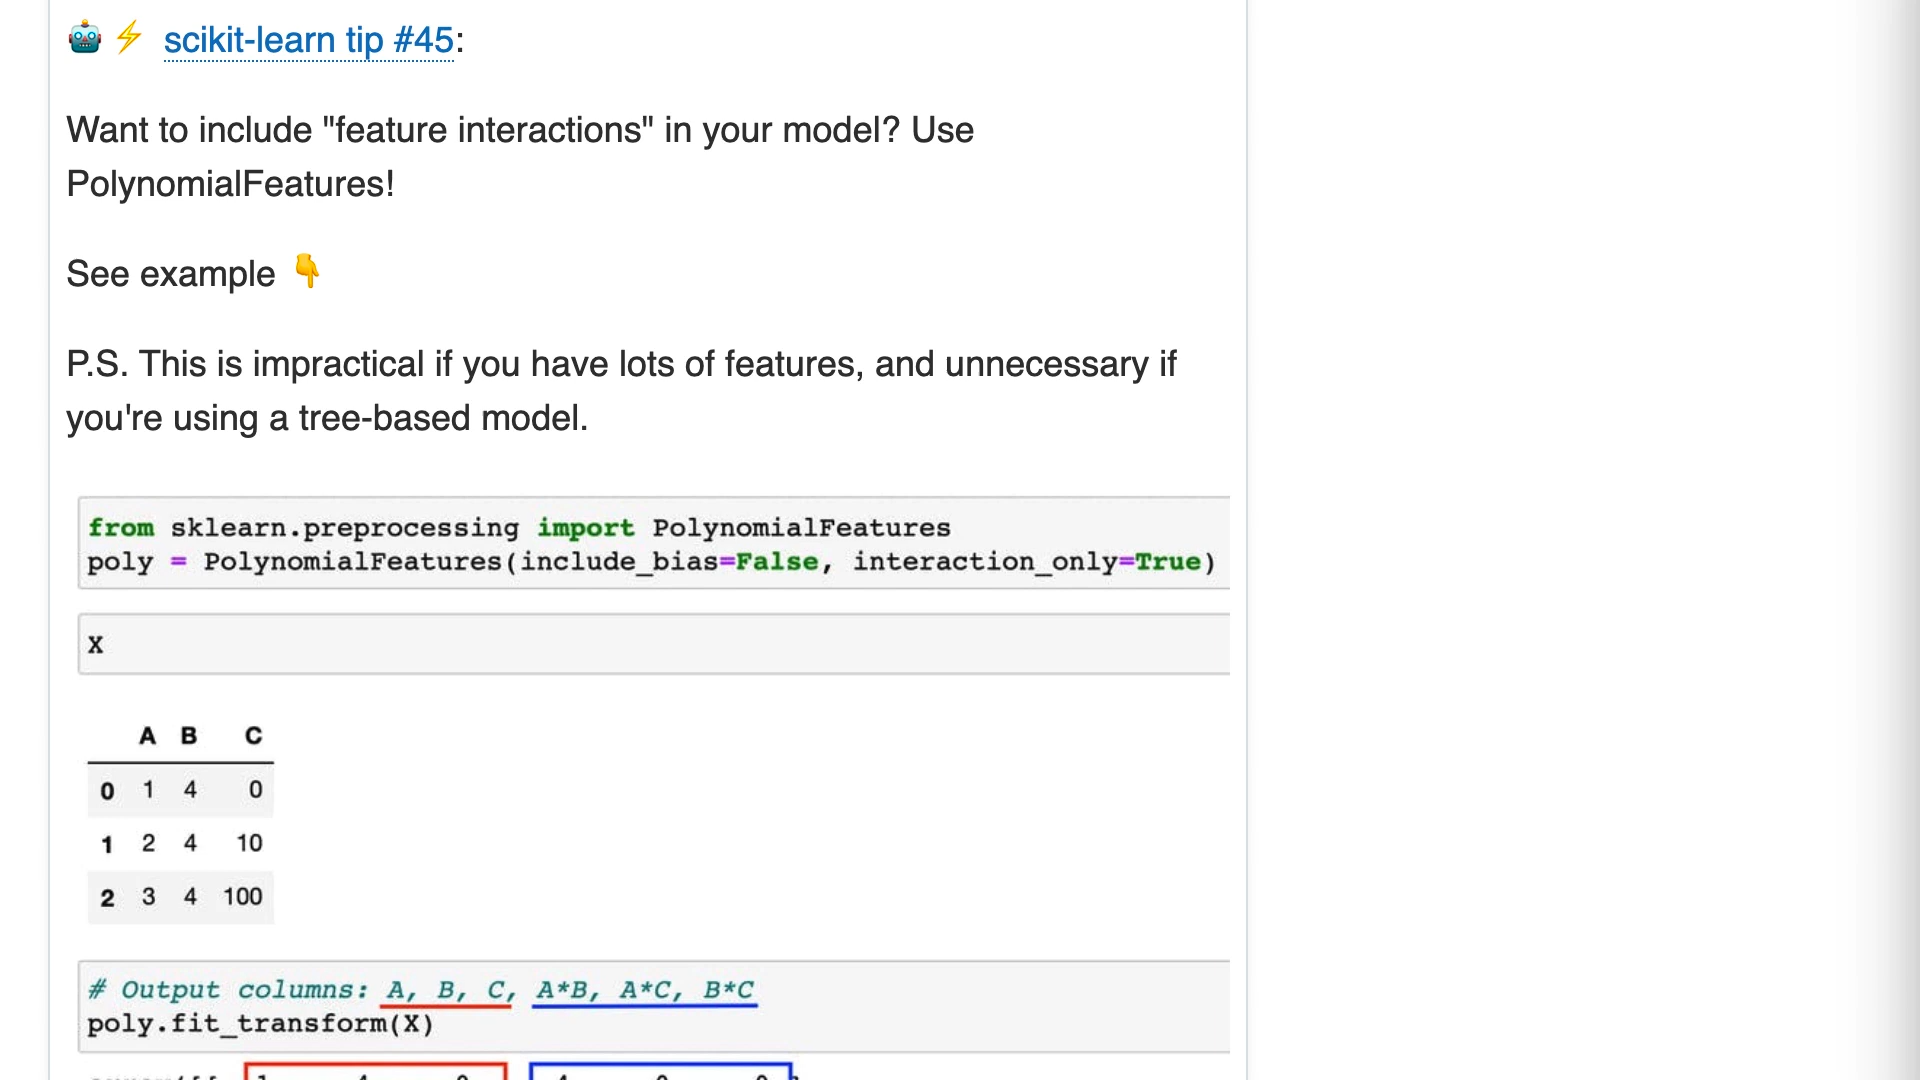 scikit-learn tip #45:
Want to include "feature interactions" in your model? Use
PolynomialFeatures!
See example
P.S. This is impractical if you have lots of features, and unnecessary if
you're using a tree-based model.
from sklearn.preprocessing import PolynomialFeatures
poly = PolynomialFeatures(include_bias=False, interaction_only=True)
X
A B C
0 1 4 0
1 2 4 10
2 3 4 100
# Output columns: A, B, C, A*B, A*C, B*C
poly.fit_transform(X)